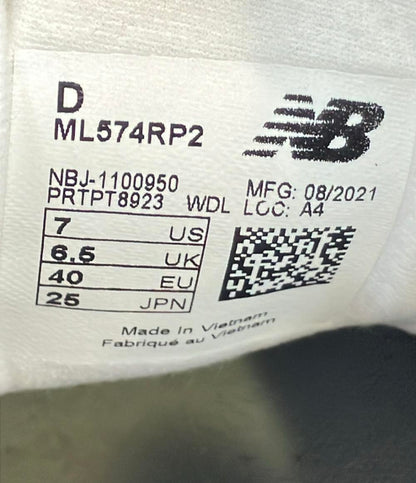 D
ML574RP2
NB
NBJ-1100950
PRTPT8923 WDL
MFG: 08/2021
LOC: A4
7 US
6.5 UK
40 EU
25 JPN
Made In Vietnam
Fabriqué au Vietnam